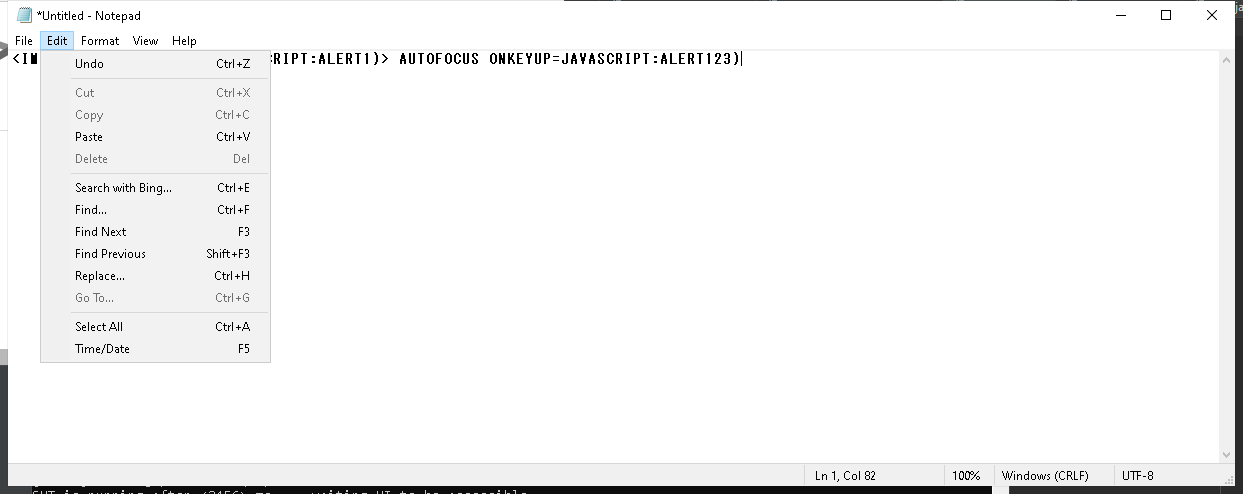 *Untitled - Notepad
File Edit Format View Help
<IM RIPT:ALERT1)> AUTOFOCUS ONKEYUP=JAVASCRIPT:ALERT123)
Undo Ctrl+Z
Cut Ctrl+X
Copy Ctrl+C
Paste Ctrl+V
Delete Del
Search with Bing... Ctrl+E
Find... Ctrl+F
Find Next F3
Find Previous Shift+F3
Replace... Ctrl+H
Go To... Ctrl+G
Select All Ctrl+A
Time/Date F5
Ln 1, Col 82 100% Windows (CRLF) UTF-8